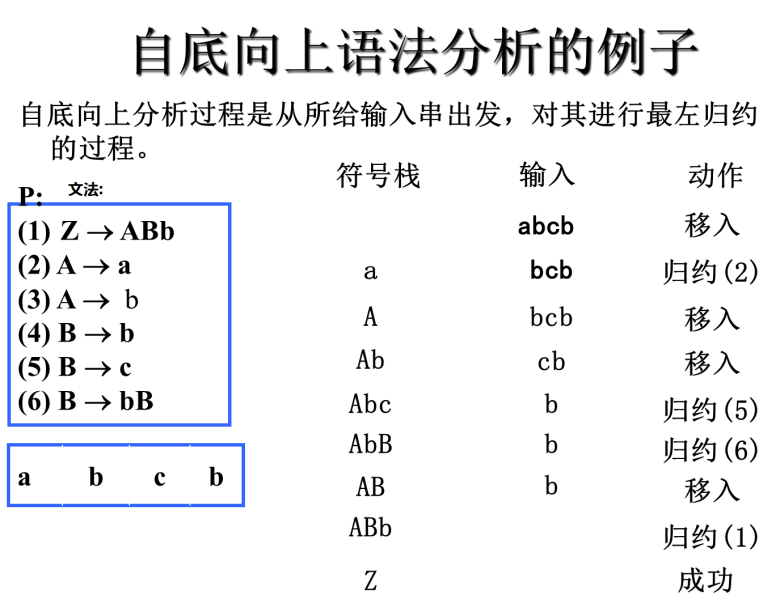 自底向上语法分析的例子
自底向上分析过程是从所给输入串出发，对其进行最左归约
的过程。
符号栈 输入 动作
P: 文法:
(1) Z → ABb
(2) A → a
(3) A → b
(4) B → b
(5) B → c
(6) B → bB
a b c b
abcb 移入
a bcb 归约(2)
A bcb 移入
Ab cb 移入
Abc b 归约(5)
AbB b 归约(6)
AB b 移入
ABb 归约(1)
Z 成功